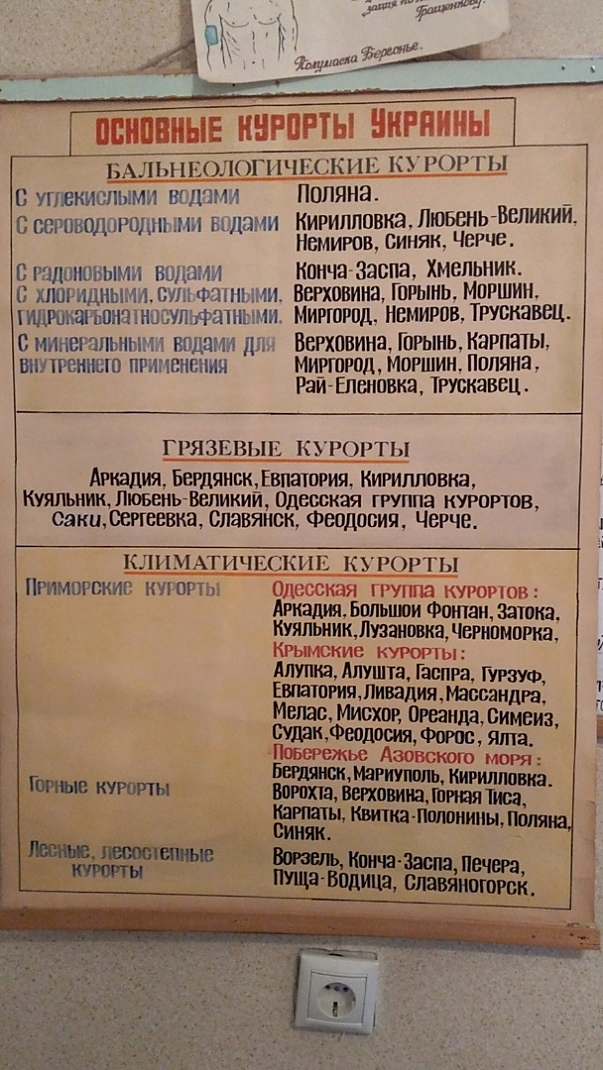 зация по
Гращенкову.
Полумаска Бергонье.
ОСНОВНЫЕ КУРОРТЫ УКРАИНЫ
БАЛЬНЕОЛОГИЧЕСКИЕ КУРОРТЫ
С УГЛЕКИСЛЫМИ ВОДАМИ ПОЛЯНА.
С СЕРОВОДОРОДНЫМИ ВОДАМИ КИРИЛЛОВКА, ЛЮБЕНЬ-ВЕЛИКИЙ,
НЕМИРОВ, СИНЯК, ЧЕРЧЕ.
С РАДОНОВЫМИ ВОДАМИ КОНЧА-ЗАСПА, ХМЕЛЬНИК.
С ХЛОРИДНЫМИ, СУЛЬФАТНЫМИ, ВЕРХОВИНА, ГОРЫНЬ, МОРШИН,
ГИДРОКАРБОНАТНОСУЛЬФАТНЫМИ. МИРГОРОД, НЕМИРОВ, ТРУСКАВЕЦ.
С МИНЕРАЛЬНЫМИ ВОДАМИ ДЛЯ ВЕРХОВИНА, ГОРЫНЬ, КАРПАТЫ,
ВНУТРЕННЕГО ПРИМЕНЕНИЯ МИРГОРОД, МОРШИН, ПОЛЯНА,
РАЙ-ЕЛЕНОВКА, ТРУСКАВЕЦ.
ГРЯЗЕВЫЕ КУРОРТЫ
АРКАДИЯ, БЕРДЯНСК, ЕВПАТОРИЯ, КИРИЛЛОВКА,
КУЯЛЬНИК, ЛЮБЕНЬ-ВЕЛИКИЙ, ОДЕССКАЯ ГРУППА КУРОРТОВ,
САКИ, СЕРГЕЕВКА, СЛАВЯНСК, ФЕОДОСИЯ, ЧЕРЧЕ.
КЛИМАТИЧЕСКИЕ КУРОРТЫ
ПРИМОРСКИЕ КУРОРТЫ ОДЕССКАЯ ГРУППА КУРОРТОВ:
АРКАДИЯ, БОЛЬШОИ ФОНТАН, ЗАТОКА,
КУЯЛЬНИК, ЛУЗАНОВКА, ЧЕРНОМОРКА,
КРЫМСКИЕ КУРОРТЫ:
АЛУПКА, АЛУШТА, ГАСПРА, ГУРЗУФ,
ЕВПАТОРИЯ, ЛИВАДИЯ, МАССАНДРА,
МЕЛАС, МИСХОР, ОРЕАНДА, СИМЕИЗ,
СУДАК, ФЕОДОСИЯ, ФОРОС, ЯЛТА.
ПОБЕРЕЖЬЕ АЗОВСКОГО МОРЯ:
БЕРДЯНСК, МАРИУПОЛЬ, КИРИЛЛОВКА.
ГОРНЫЕ КУРОРТЫ ВОРОХТА, ВЕРХОВИНА, ГОРНАЯ ТИСА,
КАРПАТЫ, КВИТКА-ПОЛОНИНЫ, ПОЛЯНА,
СИНЯК.
ЛЕСНЫЕ, ЛЕСОСТЕПНЫЕ ВОРЗЕЛЬ, КОНЧА-ЗАСПА, ПЕЧЕРА,
КУРОРТЫ ПУЩА-ВОДИЦА, СЛАВЯНОГОРСК.